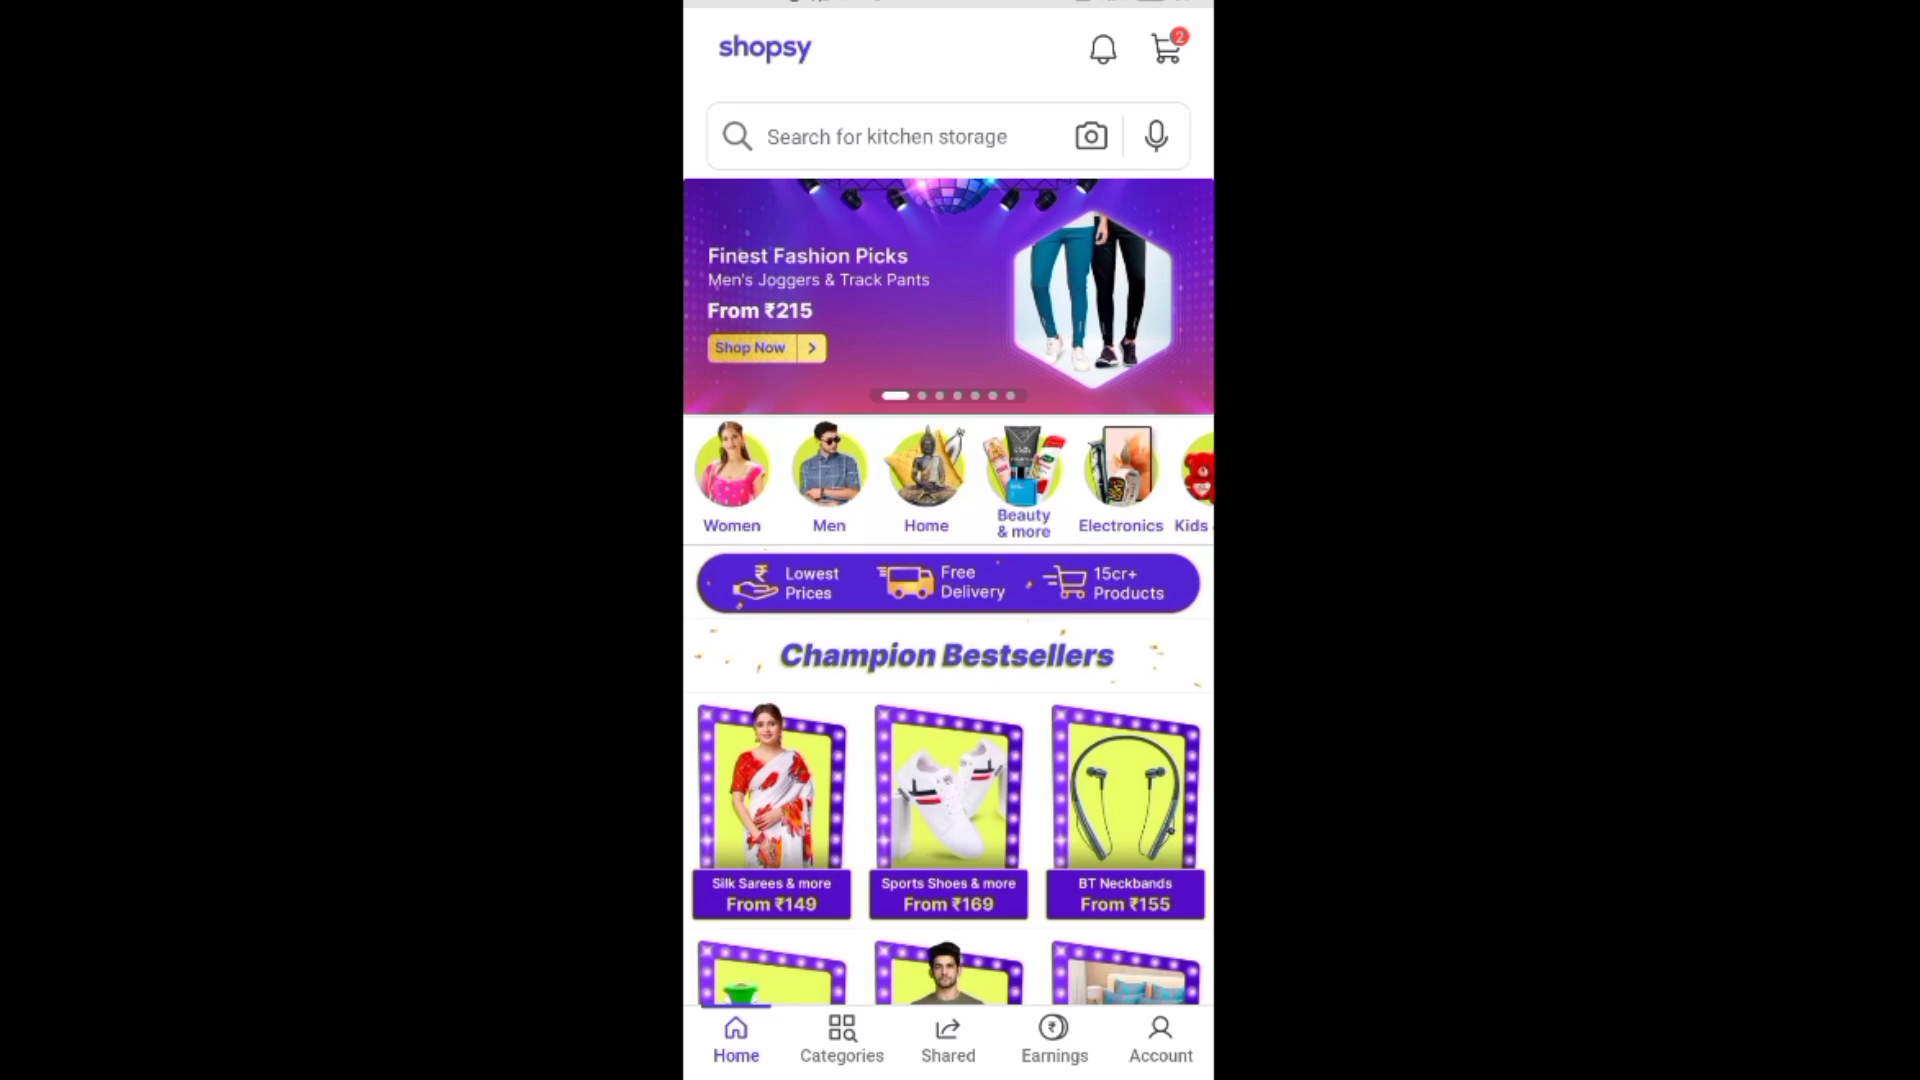 shopsy
2
Search for kitchen storage
Finest Fashion Picks
Men's Joggers & Track Pants
From ₹215
Shop Now
Women
Men
Home
Beauty
& more
Electronics
Kids
Lowest
Prices
Free
Delivery
15cr+
Products
Champion Bestsellers
Silk Sarees & more
From ₹149
Sports Shoes & more
From ₹169
BT Neckbands
From ₹155
Home
Categories
Shared
Earnings
Account